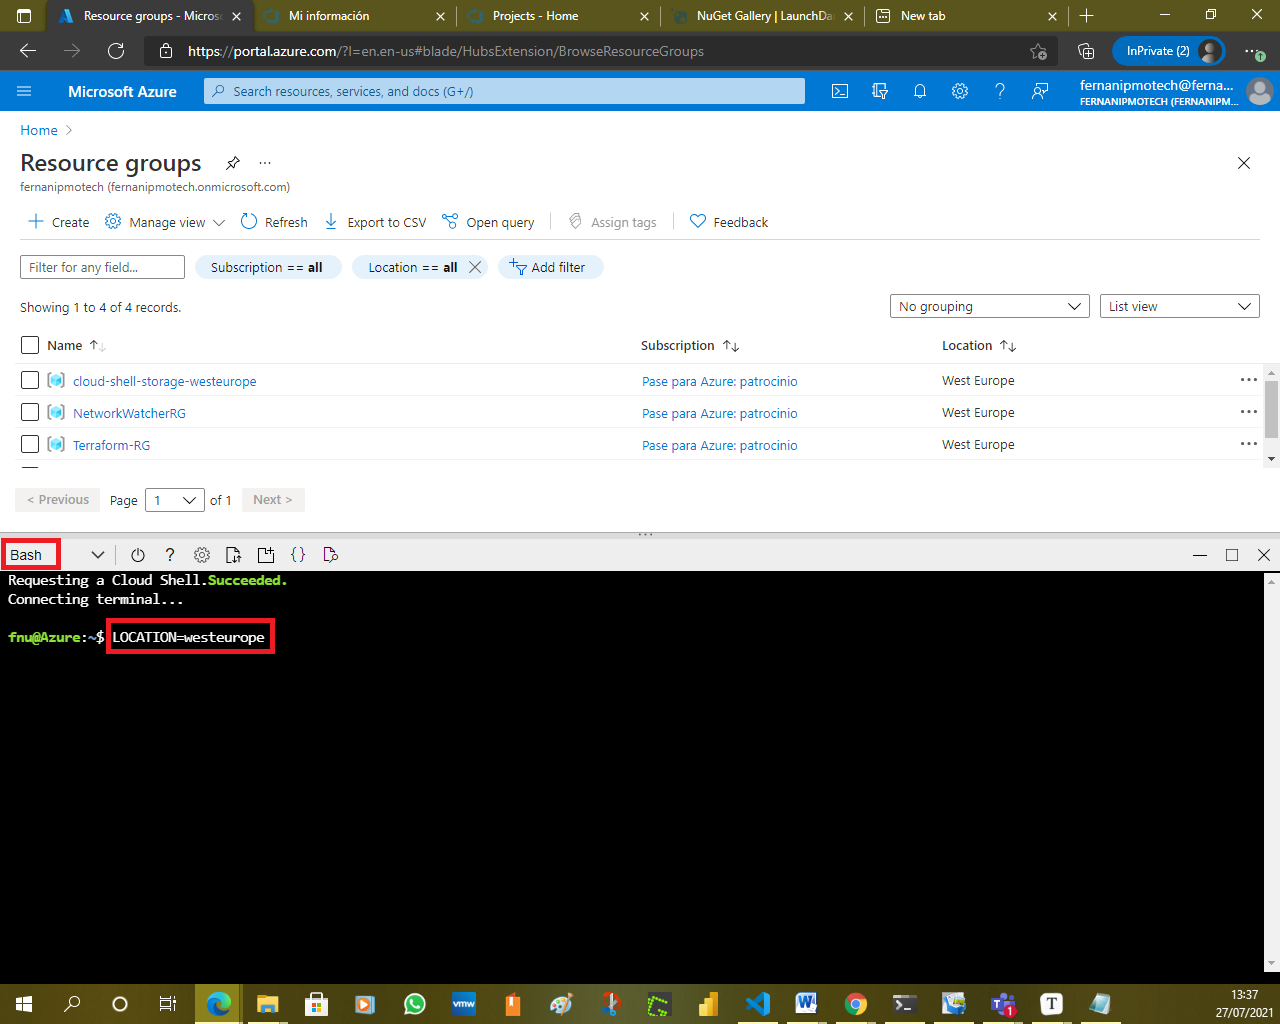 Resource groups - Micros
Mi información
Projects - Home
NuGet Gallery | LaunchDa
New tab
https://portal.azure.com/?l=en.en-us#blade/HubsExtension/BrowseResourceGroups
InPrivate (2)
Microsoft Azure
Search resources, services, and docs (G+/)
fernanipmotech@ferna...
FERNANIPMOTECH (FERNANIPM...
Home
Resource groups
fernanipmotech (fernanipmotech.onmicrosoft.com)
Create
Manage view
Refresh
Export to CSV
Open query
Assign tags
Feedback
Filter for any field...
Subscription == all
Location == all
Add filter
Showing 1 to 4 of 4 records.
No grouping
List view
Name
Subscription
Location
cloud-shell-storage-westeurope
Pase para Azure: patrocinio
West Europe
NetworkWatcherRG
Pase para Azure: patrocinio
West Europe
Terraform-RG
Pase para Azure: patrocinio
West Europe
< Previous
Page
1
of 1
Next >
Bash
Requesting a Cloud Shell.Succeeded.
Connecting terminal...
fnu@Azure:~$ LOCATION=westeurope
vmw
W
T
1
13:37
27/07/2021